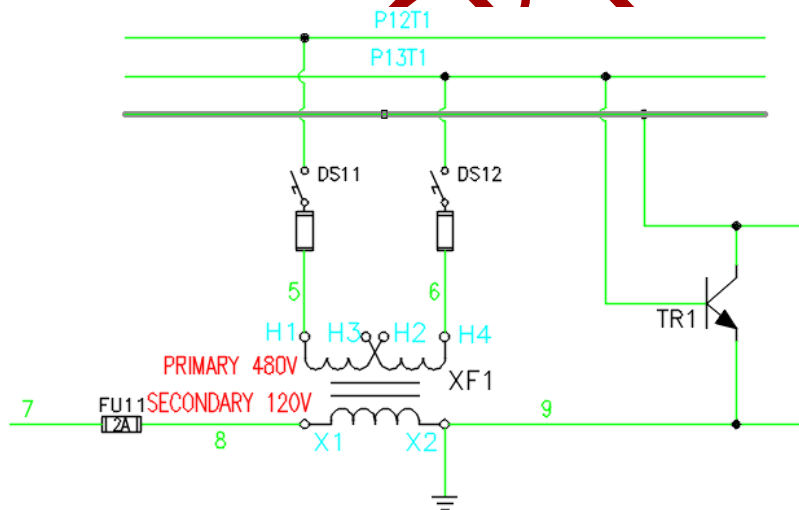 P12T1
P13T1
DS11
DS12
5
6
H1 H3 H2 H4
TR1
PRIMARY 480V
XF1
7
FU11
SECONDARY 120V
2A
9
8
X1 X2